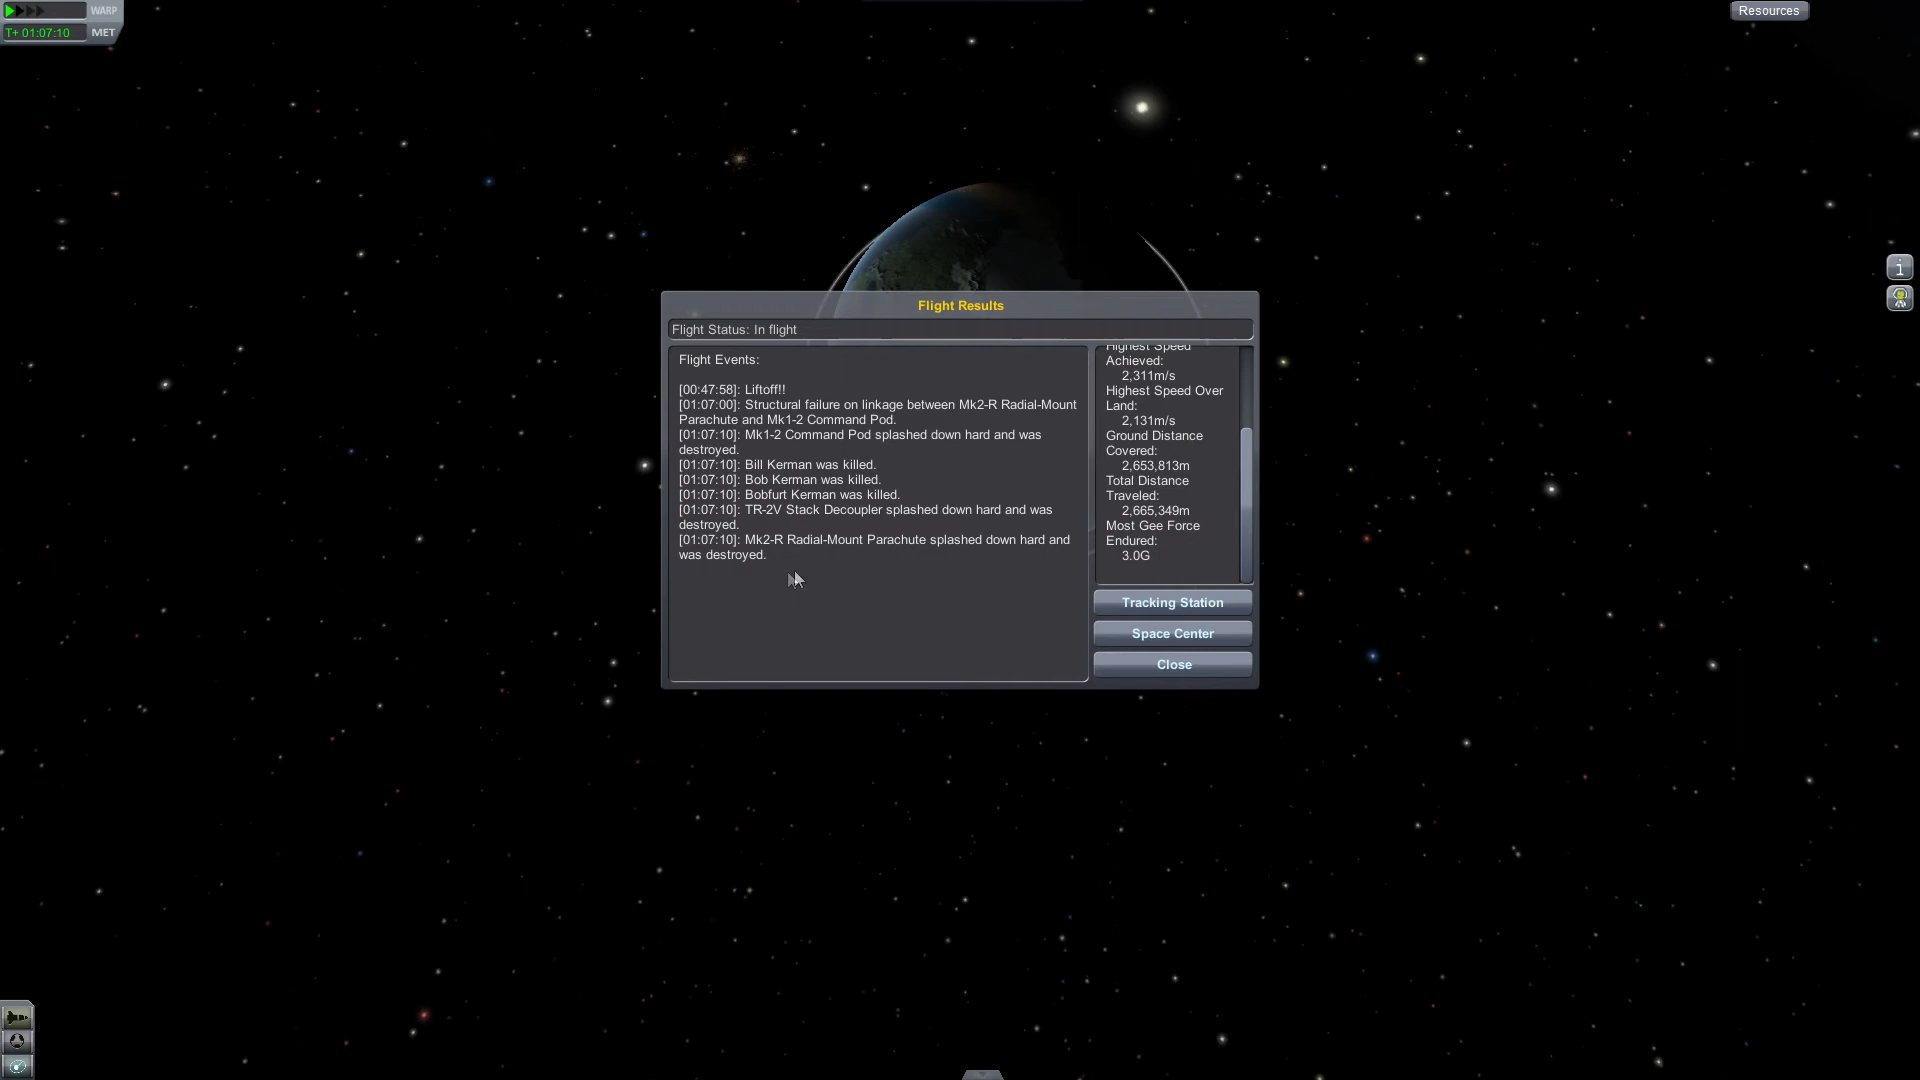 WARP
T+ 01:07:10 MET
Resources
Flight Results
Flight Status: In flight
Flight Events:
[00:47:58]: Liftoff!!
[01:07:00]: Structural failure on linkage between Mk2-R Radial-Mount
Parachute and Mk1-2 Command Pod.
[01:07:10]: Mk1-2 Command Pod splashed down hard and was
destroyed.
[01:07:10]: Bill Kerman was killed.
[01:07:10]: Bob Kerman was killed.
[01:07:10]: Bobfurt Kerman was killed.
[01:07:10]: TR-2V Stack Decoupler splashed down hard and was
destroyed.
[01:07:10]: Mk2-R Radial-Mount Parachute splashed down hard and
was destroyed.
Highest Speed
Achieved:
2,311m/s
Highest Speed Over
Land:
2,131m/s
Ground Distance
Covered:
2,653,813m
Total Distance
Traveled:
2,665,349m
Most Gee Force
Endured:
3.0G
Tracking Station
Space Center
Close